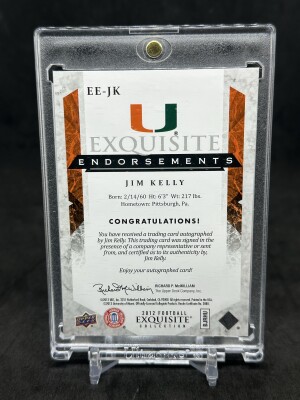 EE-JK
U
EXQUISITE
ENDORSEMENTS
JIM KELLY
Born: 2/14/60 Ht: 6'3" Wt: 217 lbs.
Hometown: Pittsburgh, Pa.
CONGRATULATIONS!
You have received a trading card autographed
by Jim Kelly. This trading card was signed in the
presence of a company representative or sent
from, and certified as to its authenticity by,
Jim Kelly.
Enjoy your autographed card!
RICHARD P. McWILLIAM
The Upper Deck Company, Inc.
2012 FOOTBALL
EXQUISITE
COLLECTION